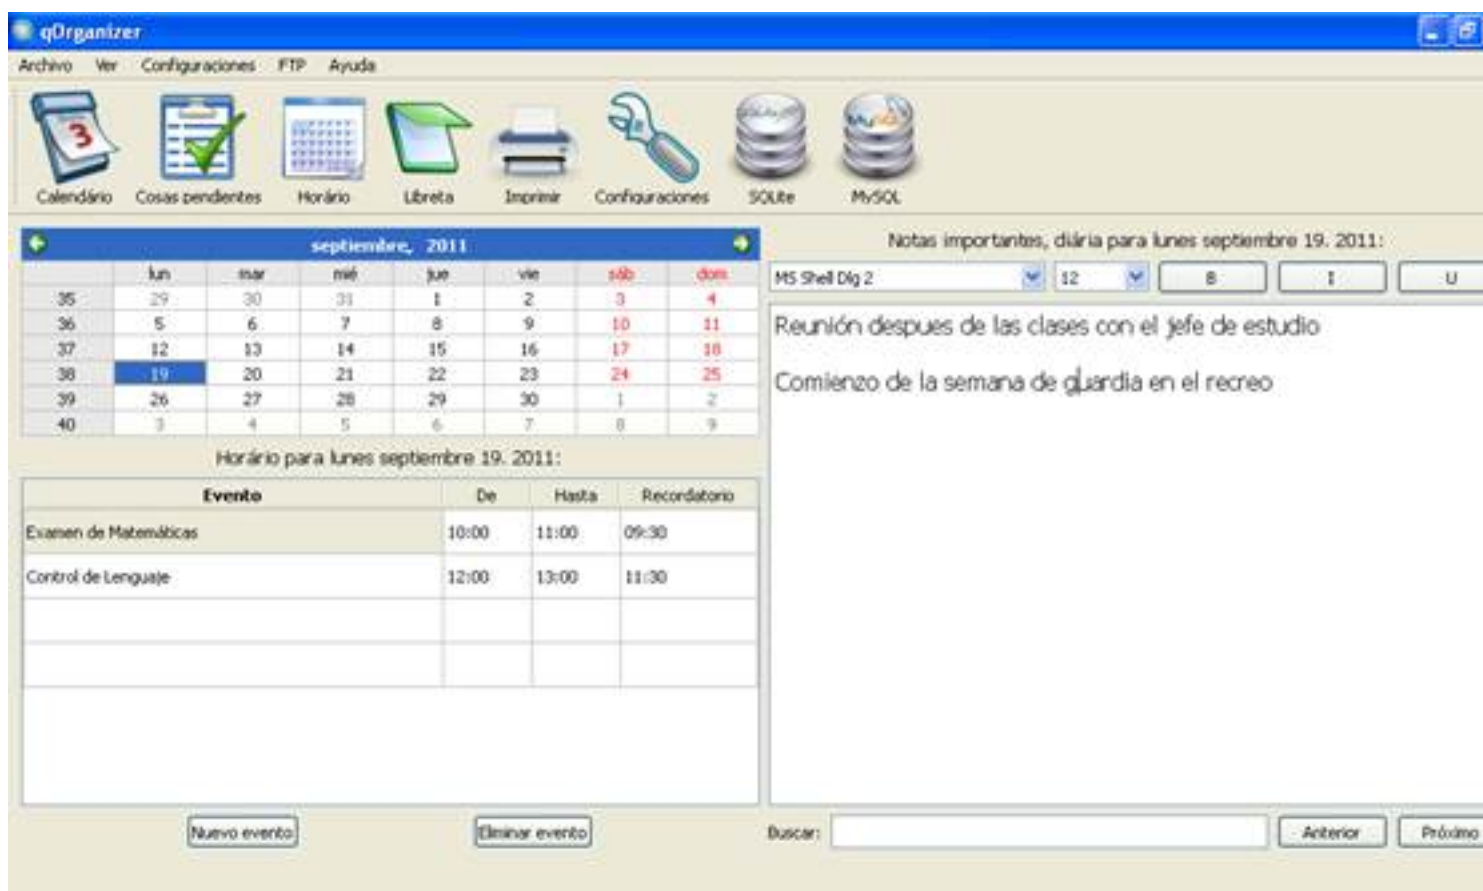 qOrganizer
Archivo Ver Configuraciones FTP Ayuda
3
MySQL
Calendário Cosas pendientes Horário Libreta Imprimir Configuraciones SQLite MySQL
septiembre, 2011
lun mar mié jue vie sáb dom
35 29 30 31 1 2 3 4
36 5 6 7 8 9 10 11
37 12 13 14 15 16 17 18
38 19 20 21 22 23 24 25
39 26 27 28 29 30 1 2
40 3 4 5 6 7 8 9
Horário para lunes septiembre 19. 2011:
Evento De Hasta Recordatorio
Examen de Matemáticas 10:00 11:00 09:30
Control de Lenguaje 12:00 13:00 11:30
Nuevo evento Eliminar evento
Notas importantes, diária para lunes septiembre 19. 2011:
MS Shell Dlg 2 12 B I U
Reunión despues de las clases con el jefe de estudio
Comienzo de la semana de guardia en el recreo
Buscar: Anterior Próximo